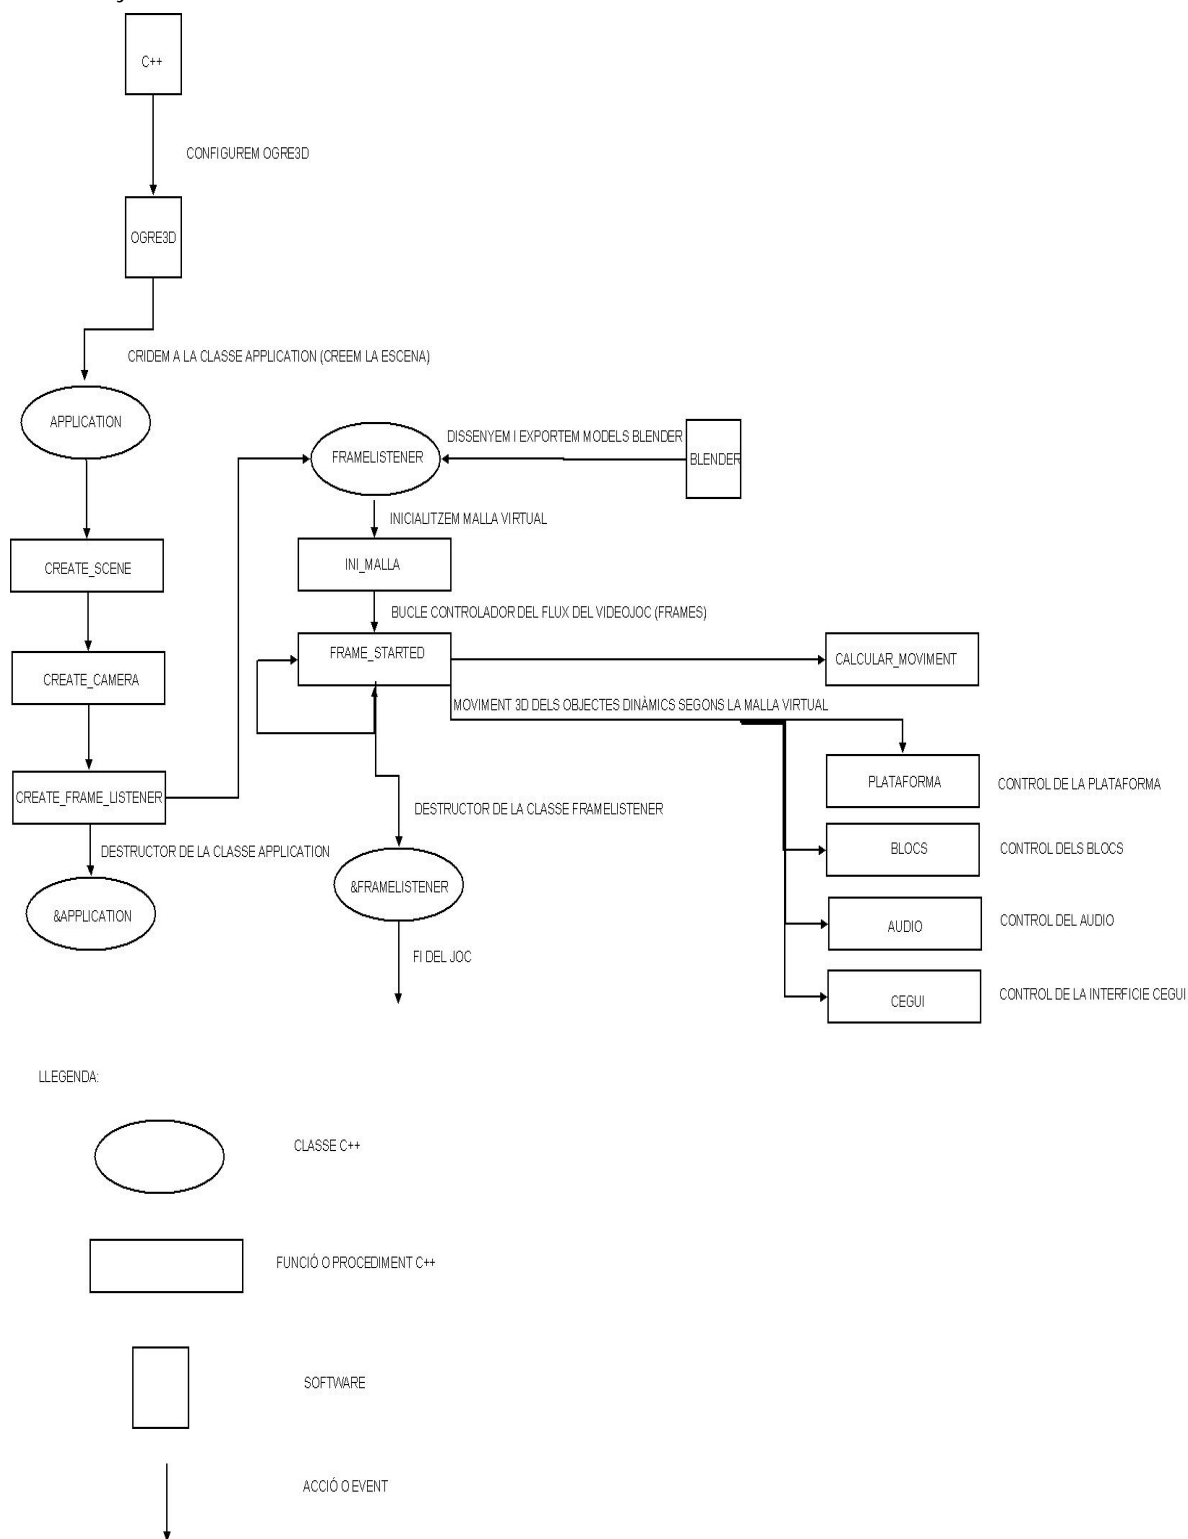 C++
CONFIGUREM OGRE3D
OGRE3D
CRIDEM A LA CLASSE APPLICATION (CREEM LA ESCENA)
APPLICATION
FRAMELISTENER
DISSENYEM I EXPORTEM MODELS BLENDER
BLENDER
INICIALITZEM MALLA VIRTUAL
CREATE_SCENE
INI_MALLA
BUCLE CONTROLADOR DEL FLUX DEL VIDEOJOC (FRAMES)
CREATE_CAMERA
FRAME_STARTED
CALCULAR_MOVIMENT
MOVIMENT 3D DELS OBJECTES DINÀMICS SEGONS LA MALLA VIRTUAL
PLATAFORMA
CONTROL DE LA PLATAFORMA
CREATE_FRAME_LISTENER
DESTRUCTOR DE LA CLASSE FRAMELISTENER
DESTRUCTOR DE LA CLASSE APPLICATION
BLOCS
CONTROL DELS BLOCS
&FRAMELISTENER
&APPLICATION
AUDIO
CONTROL DEL AUDIO
FI DEL JOC
CEGUI
CONTROL DE LA INTERFICIE CEGUI
LLEGENDA:
CLASSE C++
FUNCIÓ O PROCEDIMENT C++
SOFTWARE
ACCIÓ O EVENT